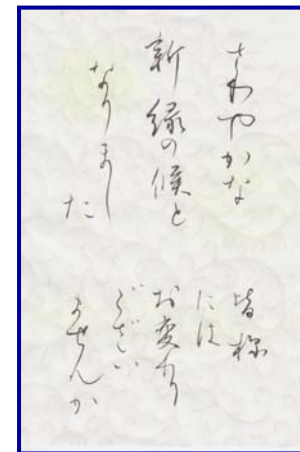 さわやかな
新緑の候と
なりまし
た
皆様
には
お変り
ござい
ませんか